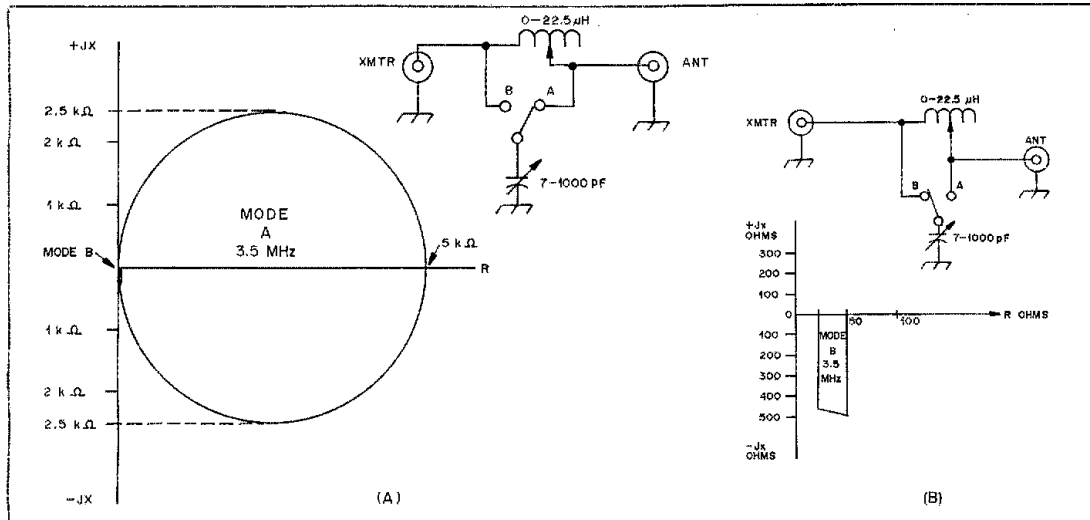 +JX
2.5 kΩ
2 kΩ
1 kΩ
MODE B
1 kΩ
2 kΩ
2.5 kΩ
-JX
MODE
A
3.5 MHz
5 kΩ
R
(A)
0-22.5 µH
XMTR
ANT
B
A
7-1000 pF
0-22.5 µH
XMTR
ANT
B
A
7-1000 pF
+Jx
OHMS
300
200
100
0
100
200
300
400
500
-Jx
OHMS
50
100
R OHMS
MODE
B
3.5
MHz
(B)